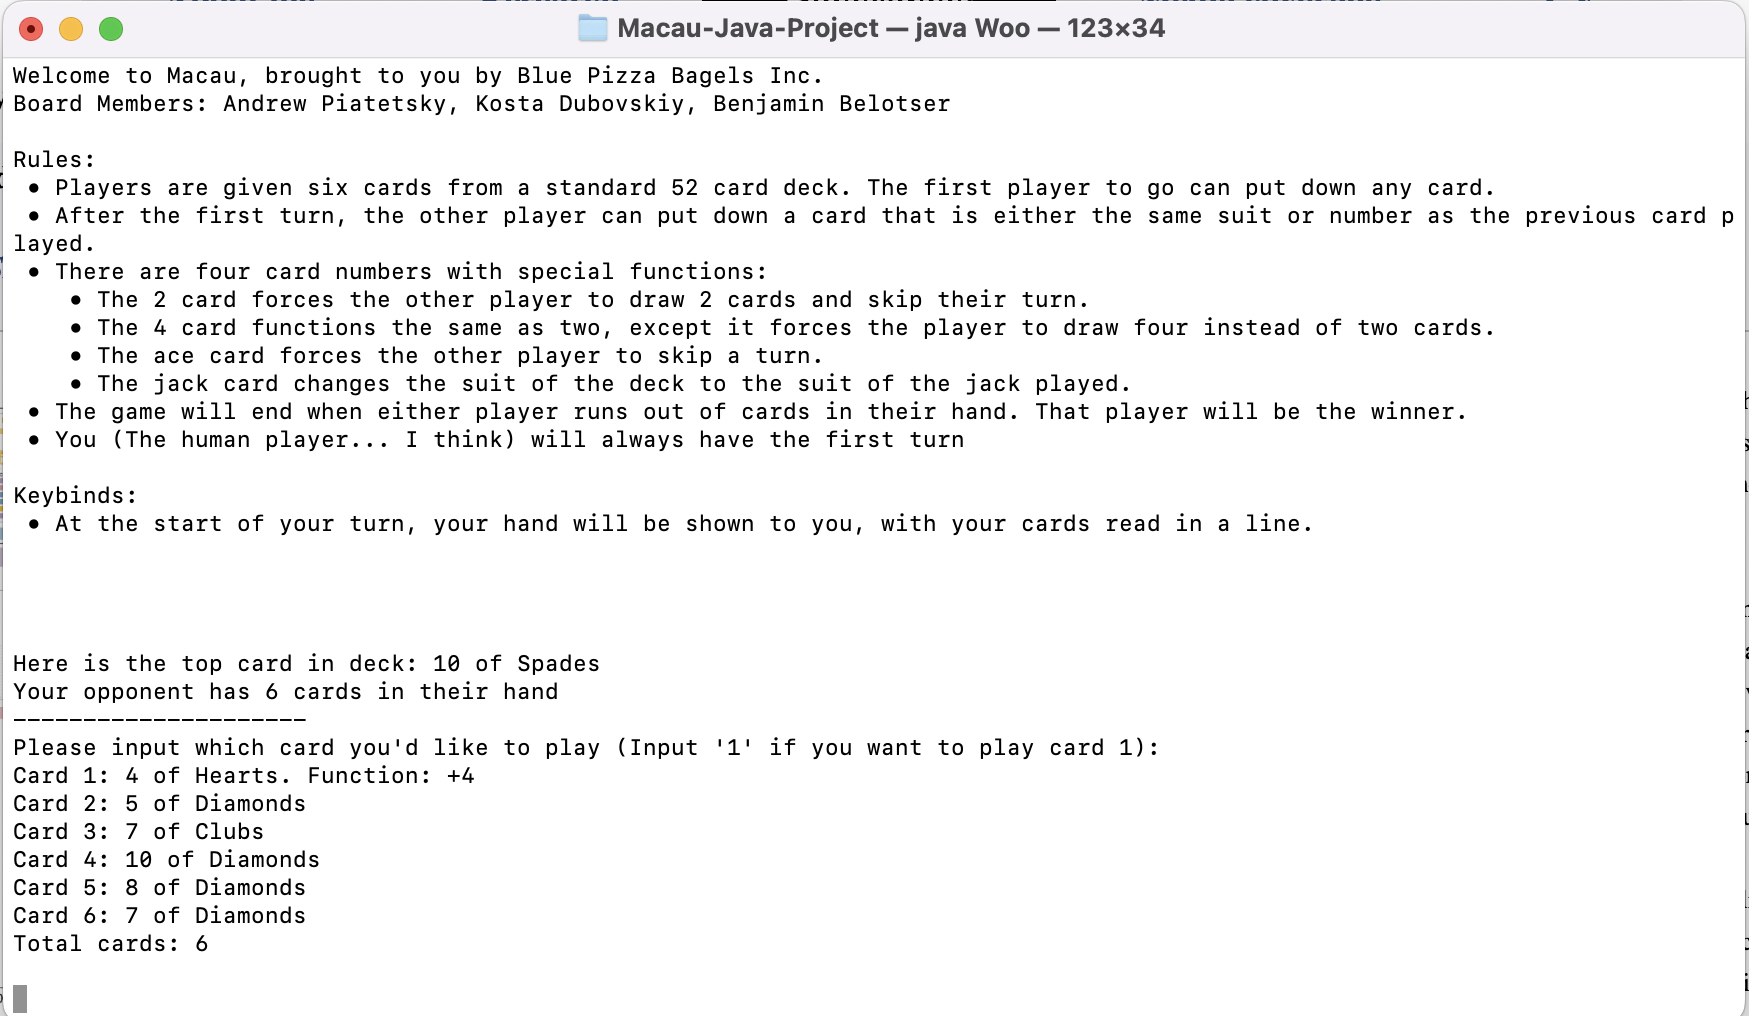 Macau-Java-Project — java Woo — 123×34
Welcome to Macau, brought to you by Blue Pizza Bagels Inc.
Board Members: Andrew Piatetsky, Kosta Dubovskiy, Benjamin Belotser
Rules:
• Players are given six cards from a standard 52 card deck. The first player to go can put down any card.
• After the first turn, the other player can put down a card that is either the same suit or number as the previous card p
layed.
• There are four card numbers with special functions:
• The 2 card forces the other player to draw 2 cards and skip their turn.
• The 4 card functions the same as two, except it forces the player to draw four instead of two cards.
• The ace card forces the other player to skip a turn.
• The jack card changes the suit of the deck to the suit of the jack played.
• The game will end when either player runs out of cards in their hand. That player will be the winner.
• You (The human player... I think) will always have the first turn
Keybinds:
• At the start of your turn, your hand will be shown to you, with your cards read in a line.
Here is the top card in deck: 10 of Spades
Your opponent has 6 cards in their hand
---------------------
Please input which card you'd like to play (Input '1' if you want to play card 1):
Card 1: 4 of Hearts. Function: +4
Card 2: 5 of Diamonds
Card 3: 7 of Clubs
Card 4: 10 of Diamonds
Card 5: 8 of Diamonds
Card 6: 7 of Diamonds
Total cards: 6